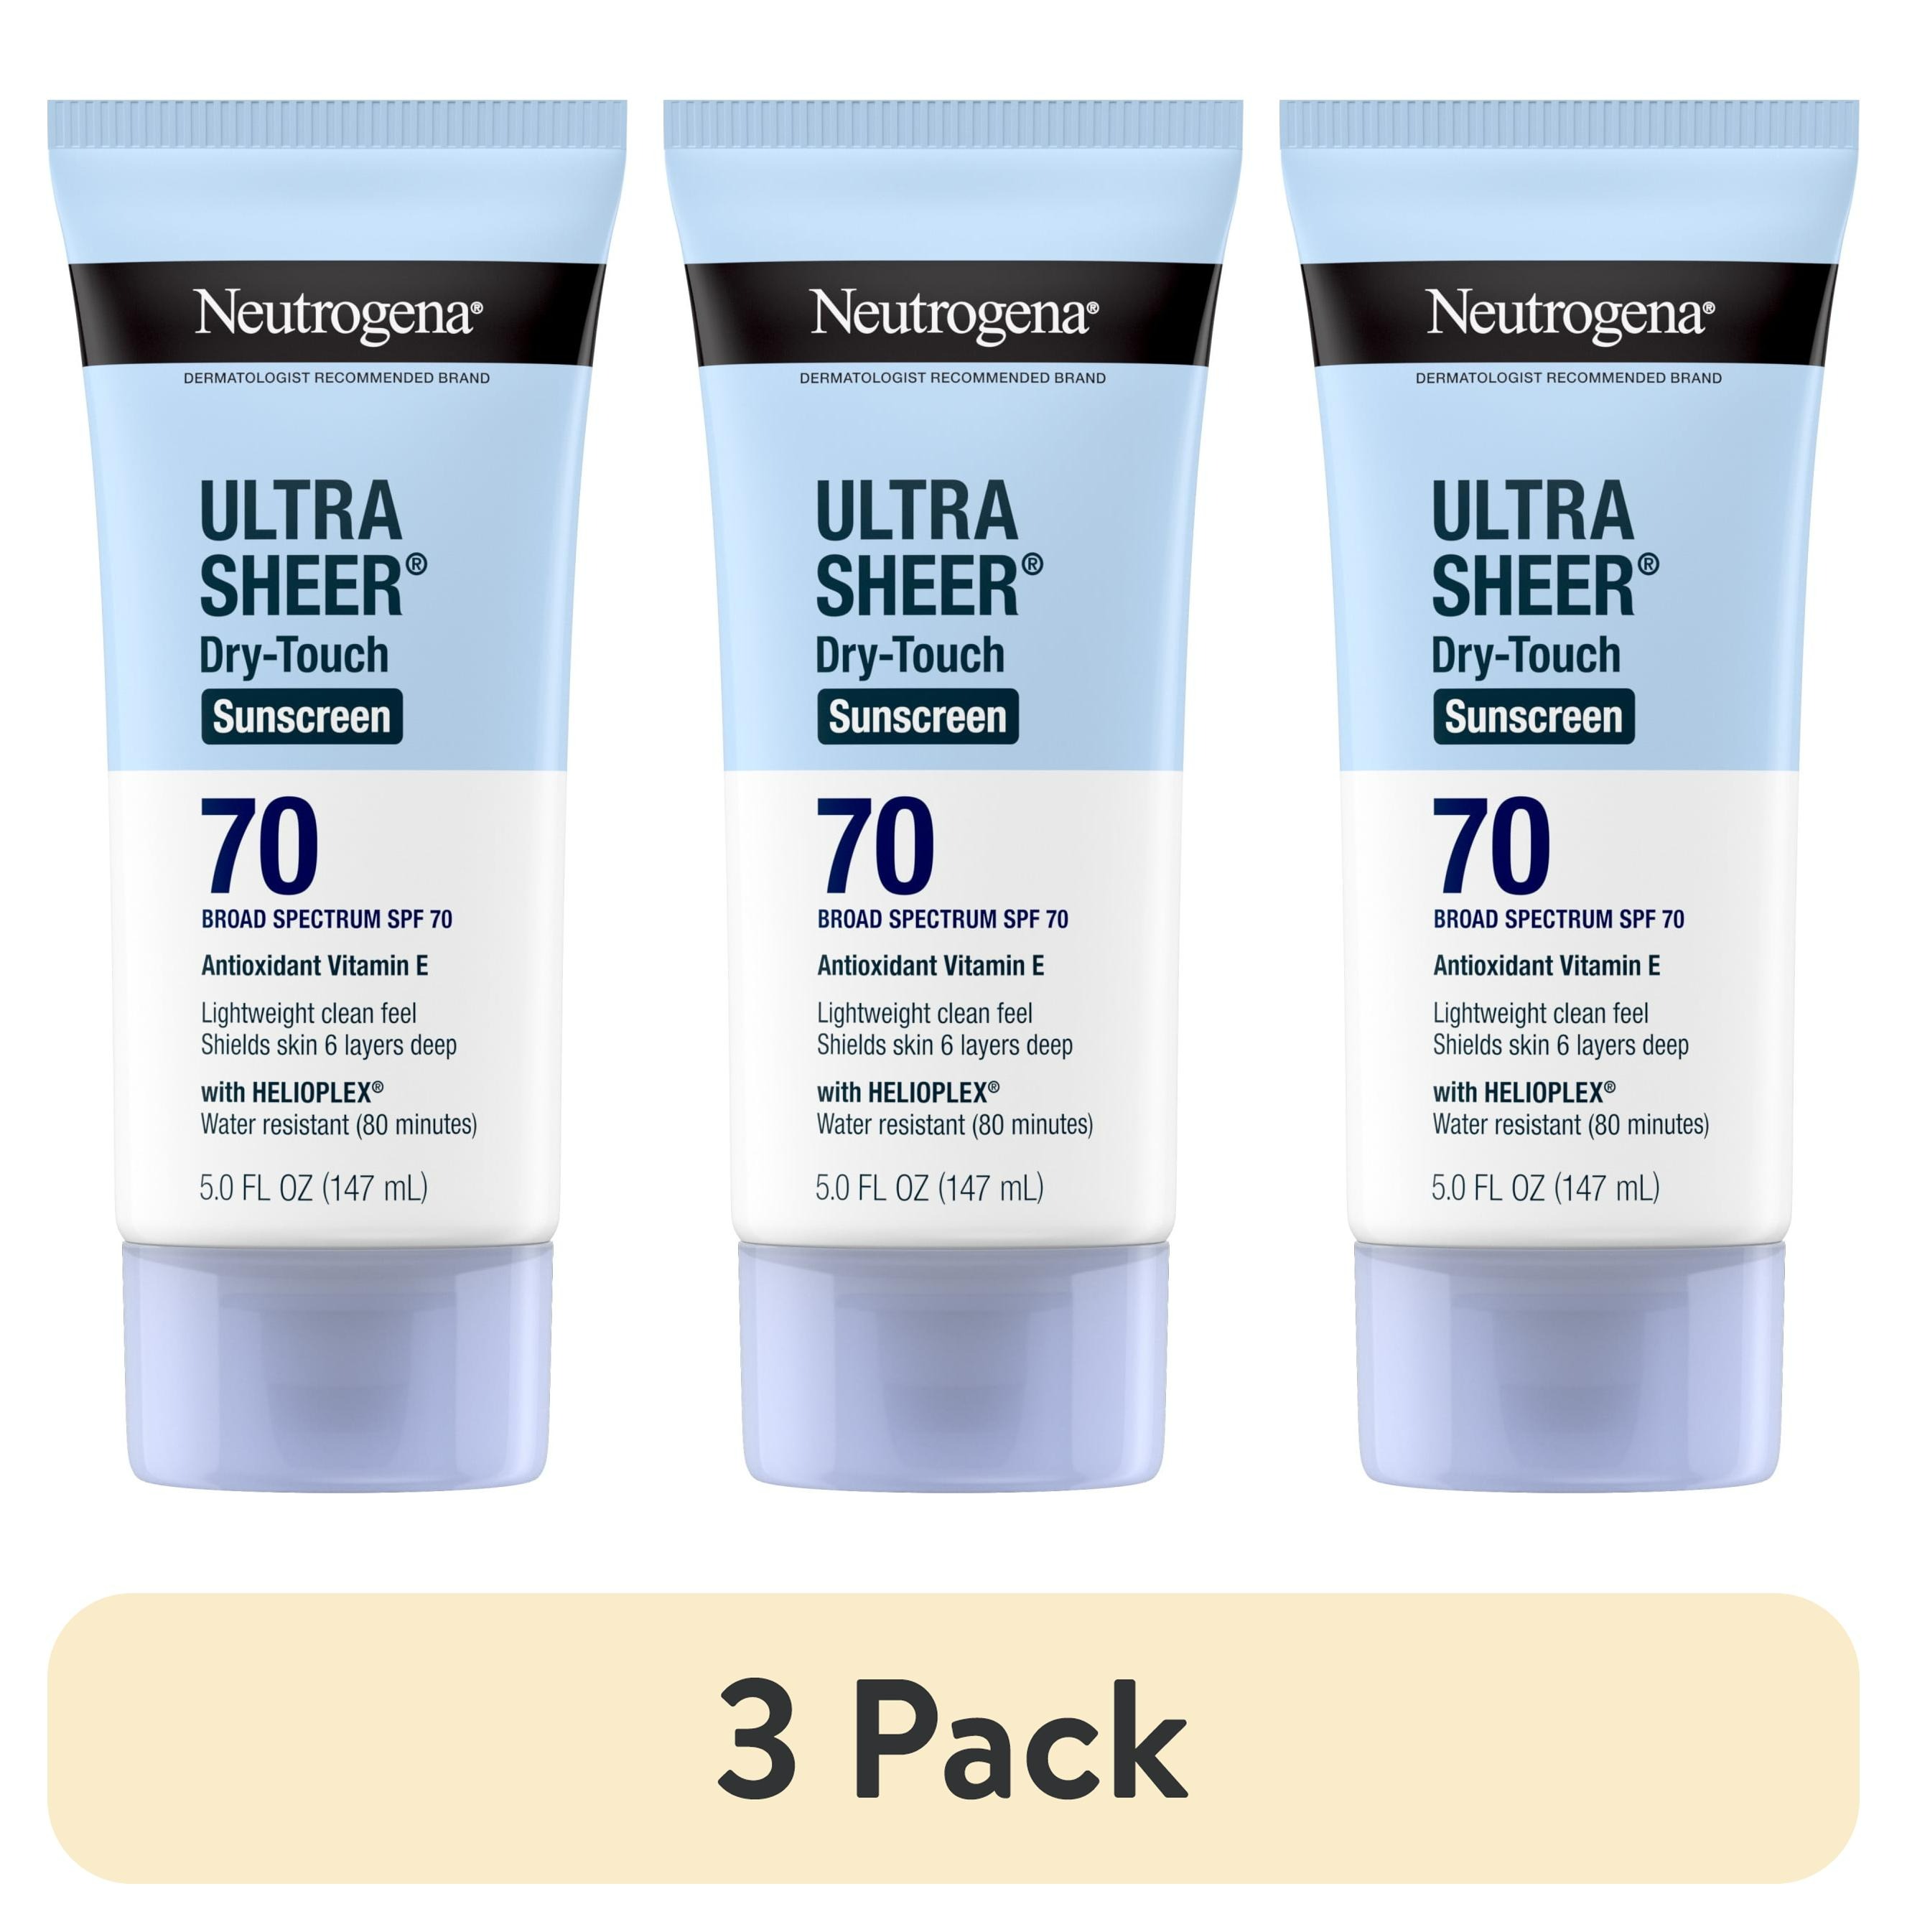 Neutrogena®
DERMATOLOGIST RECOMMENDED BRAND
ULTRA
SHEER®
Dry-Touch
Sunscreen
70
BROAD SPECTRUM SPF 70
Antioxidant Vitamin E
Lightweight clean feel
Shields skin 6 layers deep
with HELIOPLEX®
Water resistant (80 minutes)
5.0 FL OZ (147 mL)
Neutrogena®
DERMATOLOGIST RECOMMENDED BRAND
ULTRA
SHEER®
Dry-Touch
Sunscreen
70
BROAD SPECTRUM SPF 70
Antioxidant Vitamin E
Lightweight clean feel
Shields skin 6 layers deep
with HELIOPLEX®
Water resistant (80 minutes)
5.0 FL OZ (147 mL)
Neutrogena®
DERMATOLOGIST RECOMMENDED BRAND
ULTRA
SHEER®
Dry-Touch
Sunscreen
70
BROAD SPECTRUM SPF 70
Antioxidant Vitamin E
Lightweight clean feel
Shields skin 6 layers deep
with HELIOPLEX®
Water resistant (80 minutes)
5.0 FL OZ (147 mL)
3 Pack